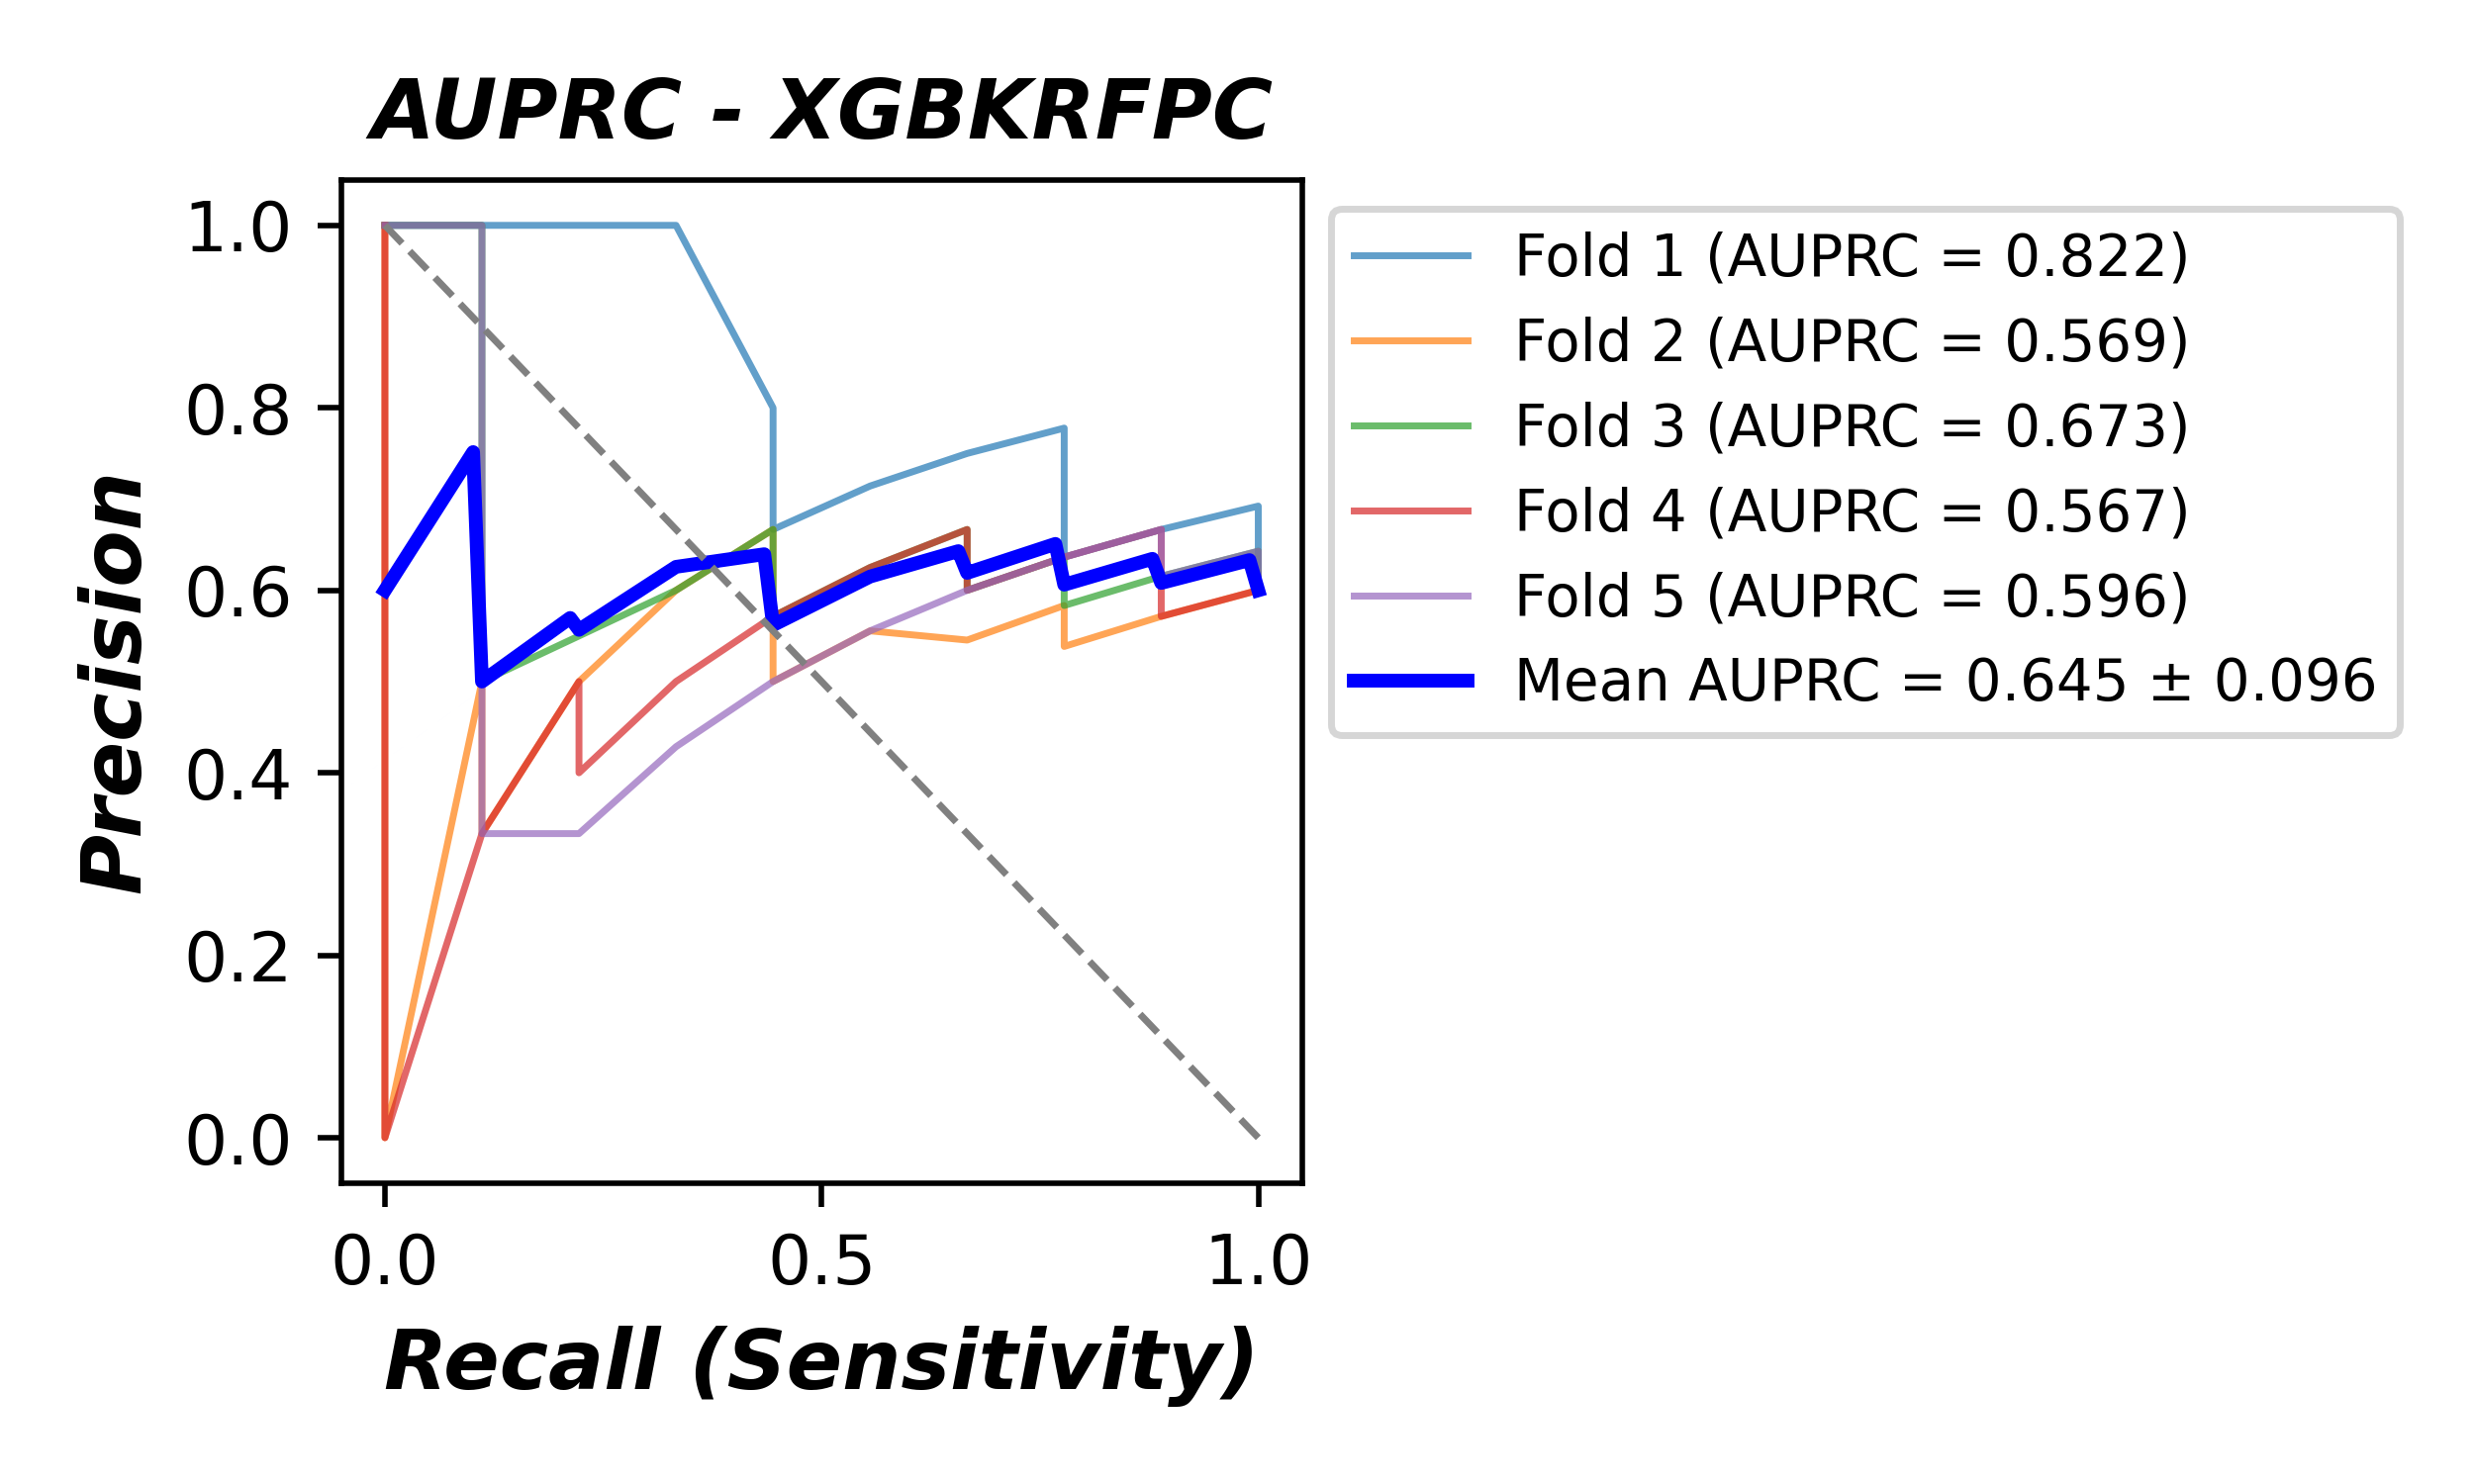 AUPRC - XGBKRFPC
1.0
0.8
0.6
0.4
0.2
0.0
Precision
0.0 0.5 1.0
Recall (Sensitivity)
Fold 1 (AUPRC = 0.822)
Fold 2 (AUPRC = 0.569)
Fold 3 (AUPRC = 0.673)
Fold 4 (AUPRC = 0.567)
Fold 5 (AUPRC = 0.596)
Mean AUPRC = 0.645 ± 0.096